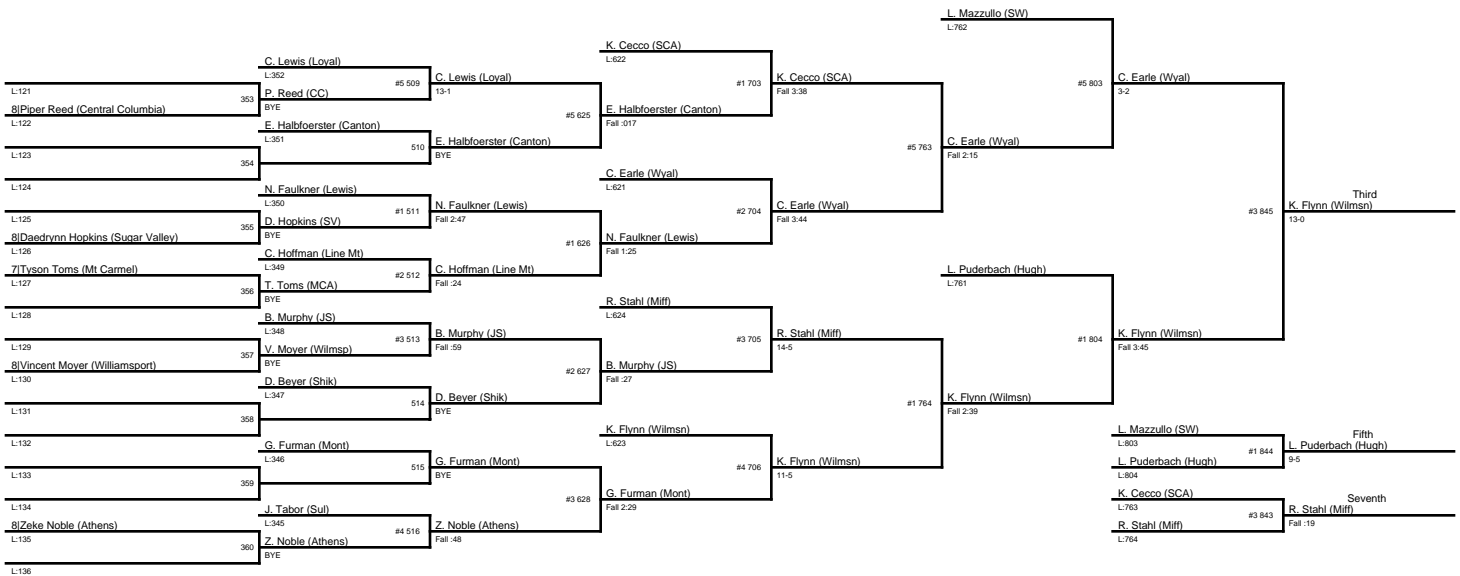 L:121
8|Piper Reed (Central Columbia)
L:122
L:123
L:124
L:125
8|Daedrynn Hopkins (Sugar Valley)
L:126
7|Tyson Toms (Mt Carmel)
L:127
L:128
L:129
8|Vincent Moyer (Williamsport)
L:130
L:131
L:132
L:133
L:134
8|Zeke Noble (Athens)
L:135
L:136
353
354
355
356
357
358
359
360
C. Lewis (Loyal)
L:352
P. Reed (CC)
BYE
E. Halbfoerster (Canton)
L:351
N. Faulkner (Lewis)
L:350
D. Hopkins (SV)
BYE
C. Hoffman (Line Mt)
L:349
T. Toms (MCA)
BYE
B. Murphy (JS)
L:348
V. Moyer (Wilmsp)
BYE
D. Beyer (Shik)
L:347
G. Furman (Mont)
L:346
J. Tabor (Sul)
L:345
Z. Noble (Athens)
BYE
#5 509
510
#1 511
#2 512
#3 513
514
515
#4 516
C. Lewis (Loyal)
13-1
E. Halbfoerster (Canton)
BYE
N. Faulkner (Lewis)
Fall 2:47
C. Hoffman (Line Mt)
Fall :24
B. Murphy (JS)
Fall :59
D. Beyer (Shik)
BYE
G. Furman (Mont)
BYE
Z. Noble (Athens)
Fall :48
#5 625
#1 626
#2 627
#3 628
K. Cecco (SCA)
L:622
E. Halbfoerster (Canton)
Fall :017
C. Earle (Wyal)
L:621
N. Faulkner (Lewis)
Fall 1:25
R. Stahl (Miff)
L:624
B. Murphy (JS)
Fall :27
K. Flynn (Wilmsn)
L:623
G. Furman (Mont)
Fall 2:29
#1 703
#2 704
#3 705
#4 706
K. Cecco (SCA)
Fall 3:38
C. Earle (Wyal)
Fall 3:44
R. Stahl (Miff)
14-5
K. Flynn (Wilmsn)
11-5
#5 763
#1 764
L. Mazzullo (SW)
L:762
C. Earle (Wyal)
Fall 2:15
L. Puderbach (Hugh)
L:761
K. Flynn (Wilmsn)
Fall 2:39
#5 803
#1 804
C. Earle (Wyal)
3-2
K. Flynn (Wilmsn)
Fall 3:45
#3 845
Third
K. Flynn (Wilmsn)
13-0
L. Mazzullo (SW)
L:803
L. Puderbach (Hugh)
L:804
#1 844
Fifth
L. Puderbach (Hugh)
9-5
K. Cecco (SCA)
L:763
R. Stahl (Miff)
L:764
#3 843
Seventh
R. Stahl (Miff)
Fall :19